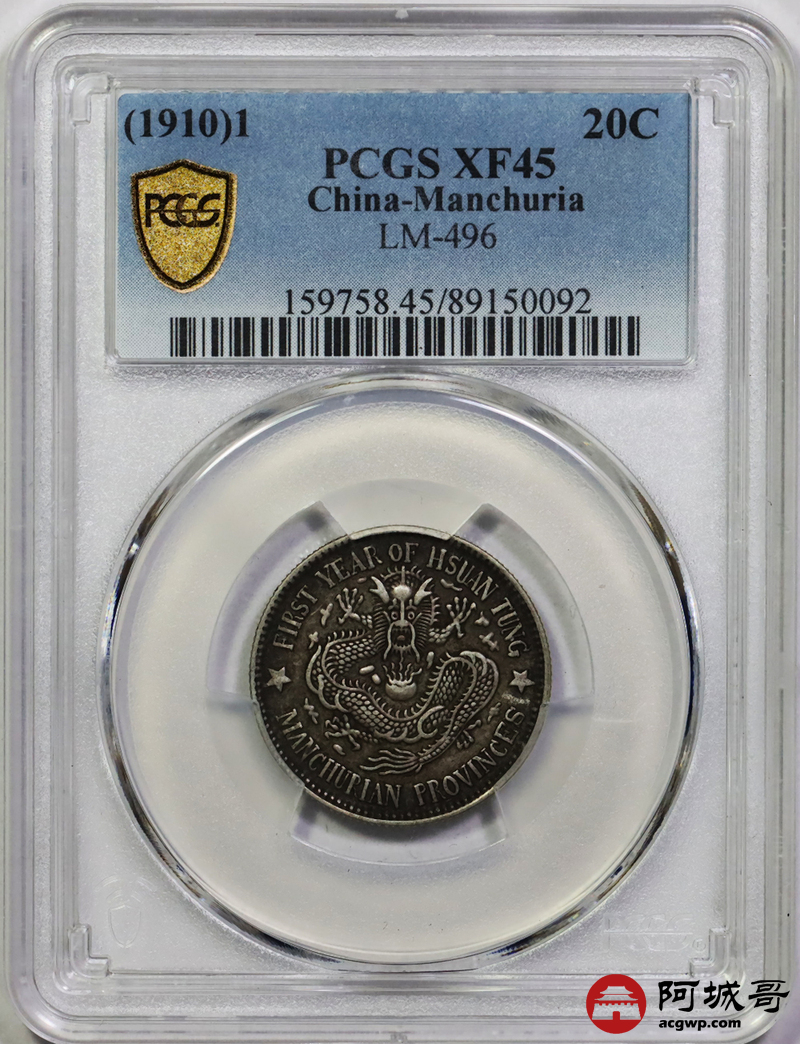 (1910)1 20C
PCGS XF45
China-Manchuria
LM-496
PCGS
159758.45/89150092
FIRST YEAR OF HSUAN TUNG
MANCHURIAN PROVINCES
阿城哥
acgwp.com